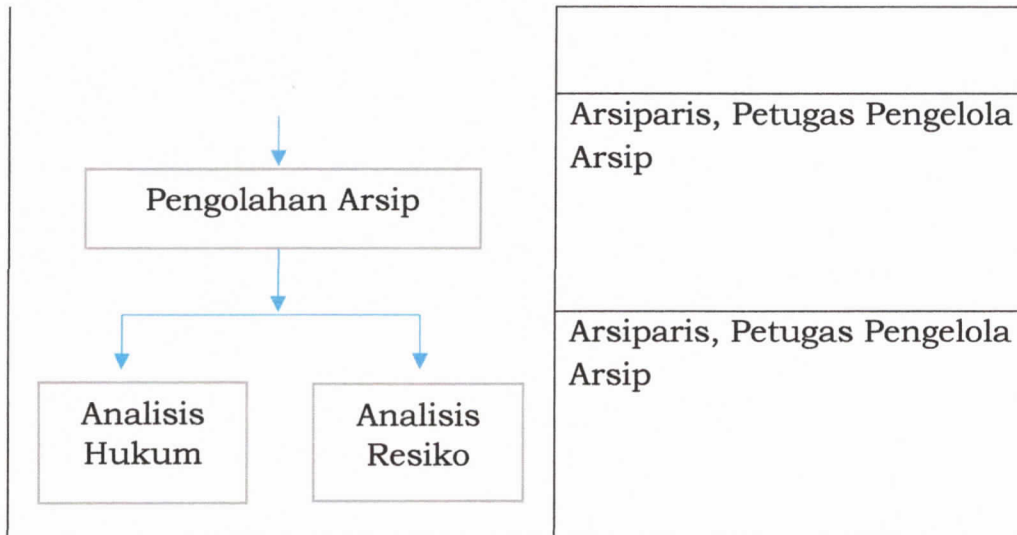 Arsiparis, Petugas Pengelola
Arsip
Pengolahan Arsip
Arsiparis, Petugas Pengelola
Arsip
Analisis
Hukum
Analisis
Resiko